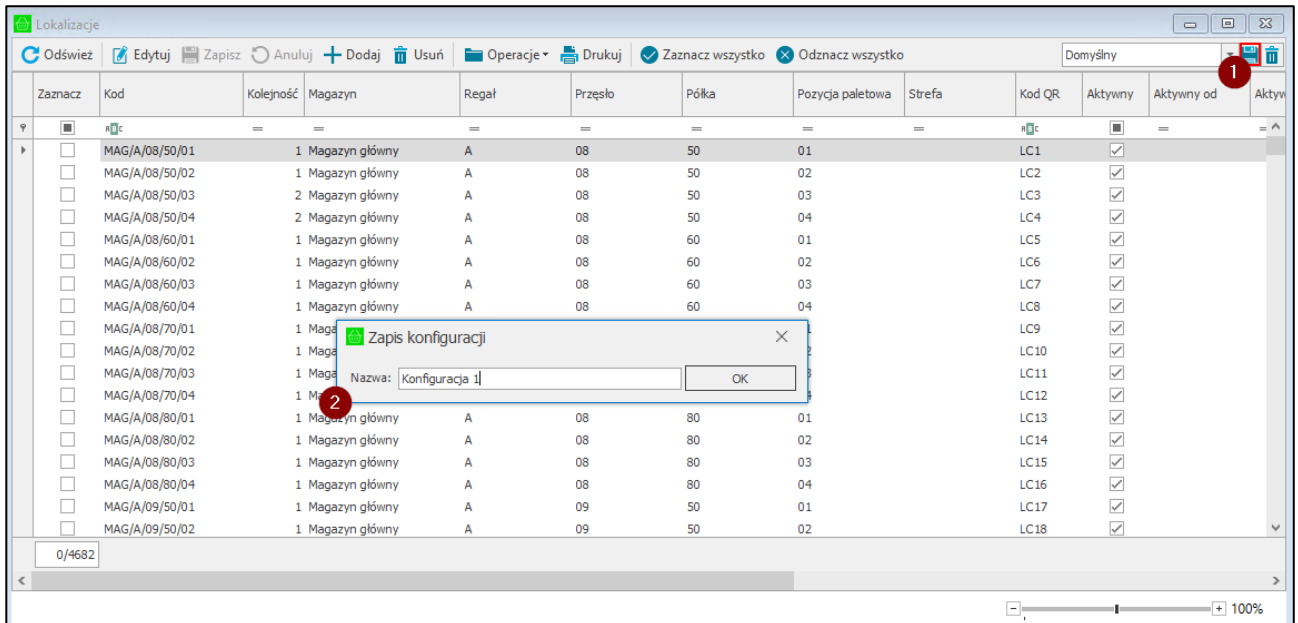 Lokalizacje
Odśwież Edytuj Zapisz Anuluj Dodaj Usuń Operacje Drukuj Zaznacz wszystko Odznacz wszystko Domyślny
1
Zaznacz Kod Kolejność Magazyn Regał Przęsło Półka Pozycja paletowa Strefa Kod QR Aktywny Aktywny od Aktyw
= = = = = = = = =
MAG/A/08/50/01 1 Magazyn główny A 08 50 01 LC1
MAG/A/08/50/02 1 Magazyn główny A 08 50 02 LC2
MAG/A/08/50/03 2 Magazyn główny A 08 50 03 LC3
MAG/A/08/50/04 2 Magazyn główny A 08 50 04 LC4
MAG/A/08/60/01 1 Magazyn główny A 08 60 01 LC5
MAG/A/08/60/02 1 Magazyn główny A 08 60 02 LC6
MAG/A/08/60/03 1 Magazyn główny A 08 60 03 LC7
MAG/A/08/60/04 1 Magazyn główny A 08 60 04 LC8
MAG/A/08/70/01 1 Maga LC9
MAG/A/08/70/02 1 Maga LC10
MAG/A/08/70/03 1 Maga LC11
MAG/A/08/70/04 1 LC12
Zapis konfiguracji
Nazwa: Konfiguracja 1 OK
2
MAG/A/08/80/01 1 Magazyn główny A 08 80 01 LC13
MAG/A/08/80/02 1 Magazyn główny A 08 80 02 LC14
MAG/A/08/80/03 1 Magazyn główny A 08 80 03 LC15
MAG/A/08/80/04 1 Magazyn główny A 08 80 04 LC16
MAG/A/09/50/01 1 Magazyn główny A 09 50 01 LC17
MAG/A/09/50/02 1 Magazyn główny A 09 50 02 LC18
0/4682
100%